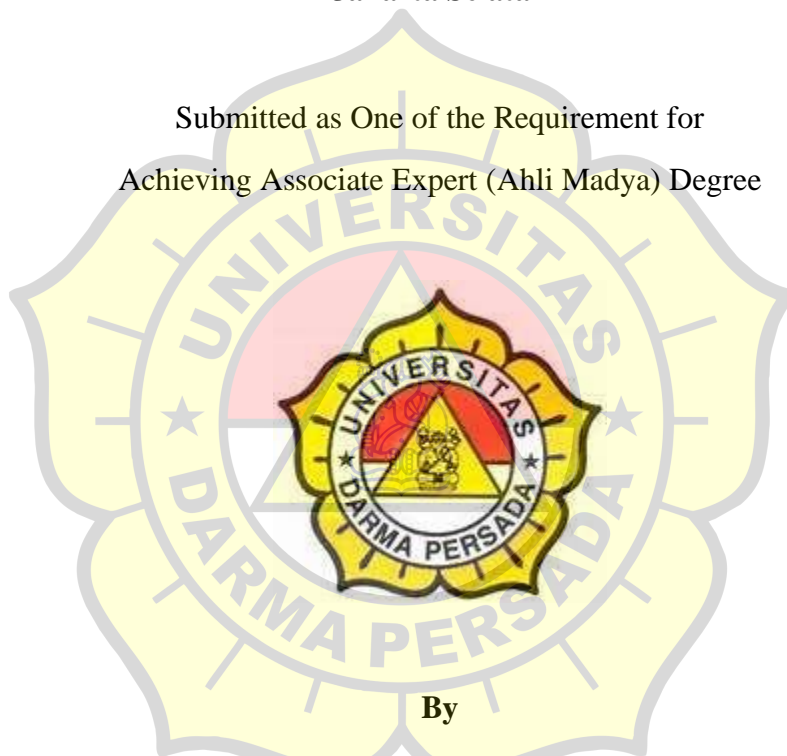 Submitted as One of the Requirement for
Achieving Associate Expert (Ahli Madya) Degree
UNIVERSITAS
DARMA PERSADA
UNIVERSITAS
DARMA PERSADA
By